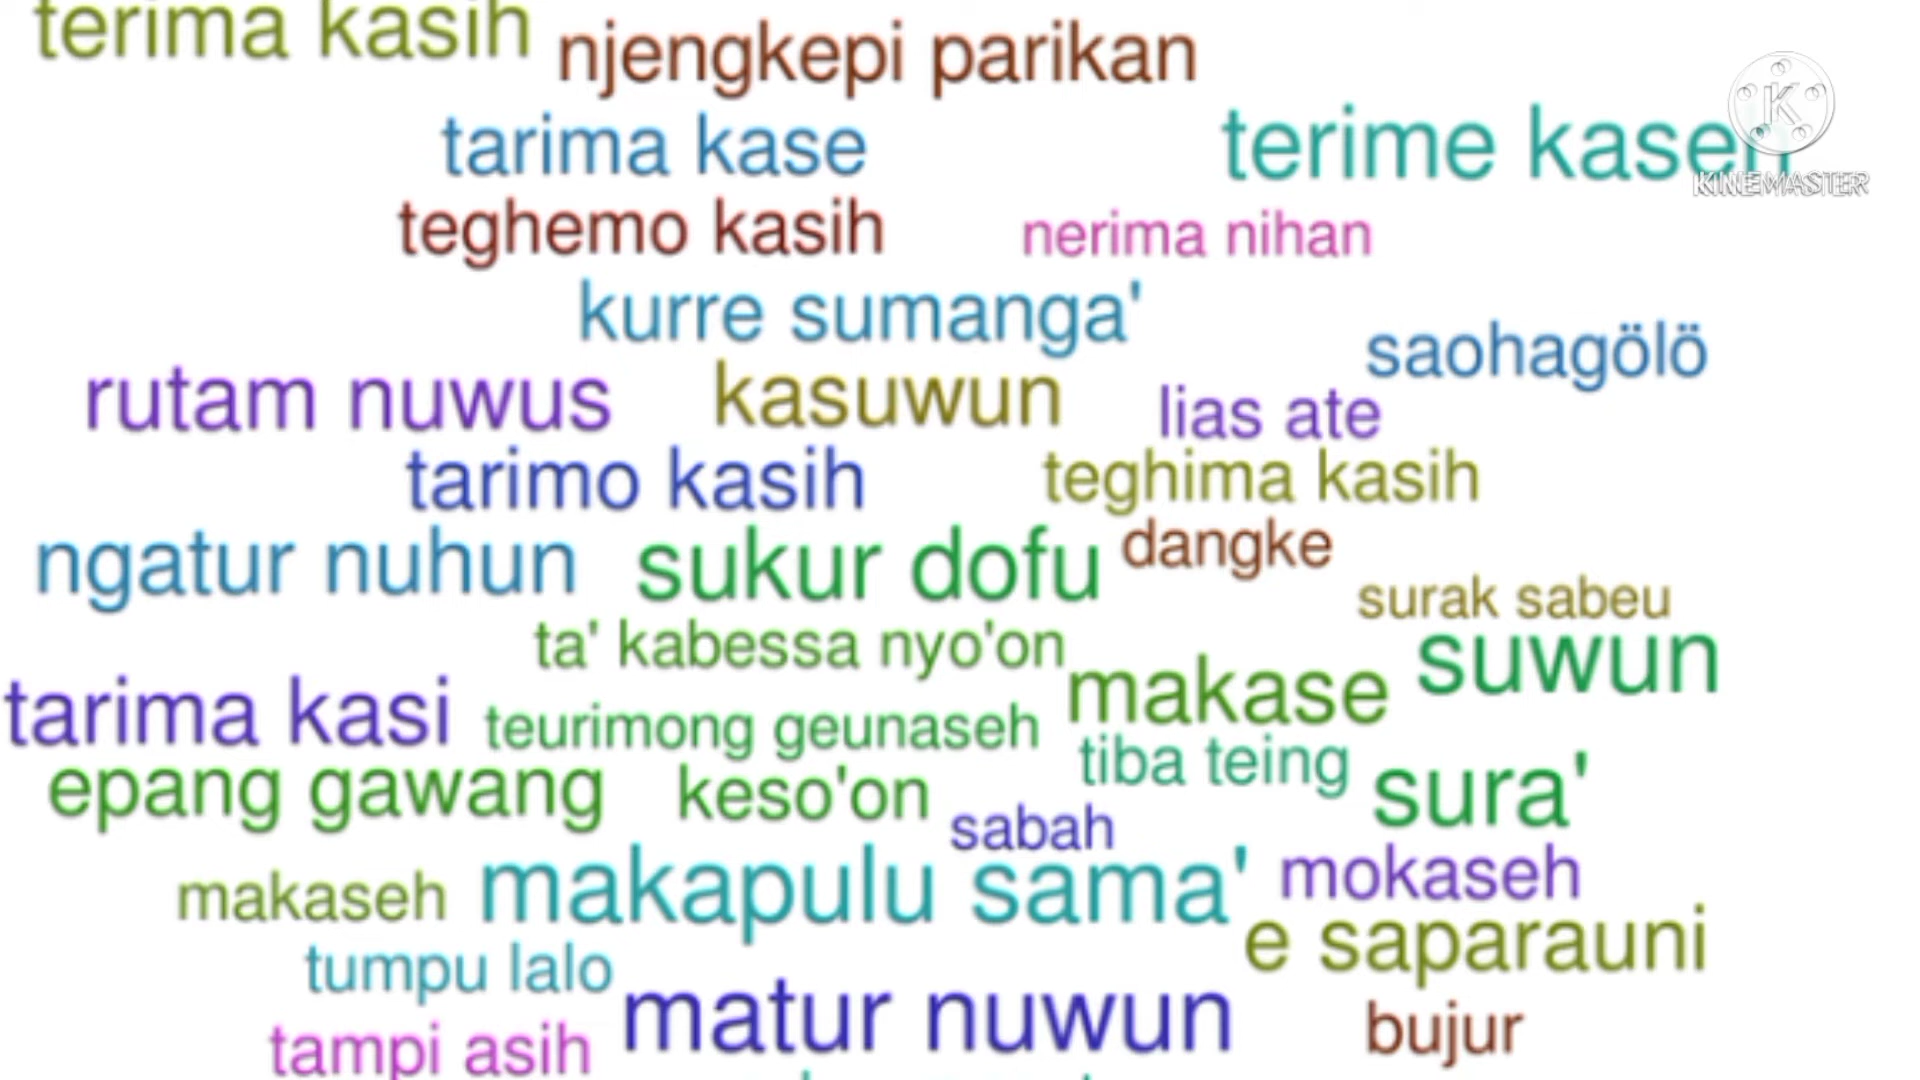 terima kasih
njengkepi parikan
tarima kase
terime kaseh
KINEMASTER
teghemo kasih
nerima nihan
kurre sumanga'
saohagölö
rutam nuwus
kasuwun
lias ate
tarimo kasih
teghima kasih
ngatur nuhun
sukur dofu
dangke
surak sabeu
ta' kabessa nyo'on
suwun
makase
tarima kasi
teurimong geunaseh
tiba teing
epang gawang
keso'on
sura'
sabah
makaseh
makapulu sama'
mokaseh
e saparauni
tumpu lalo
matur nuwun
bujur
tampi asih